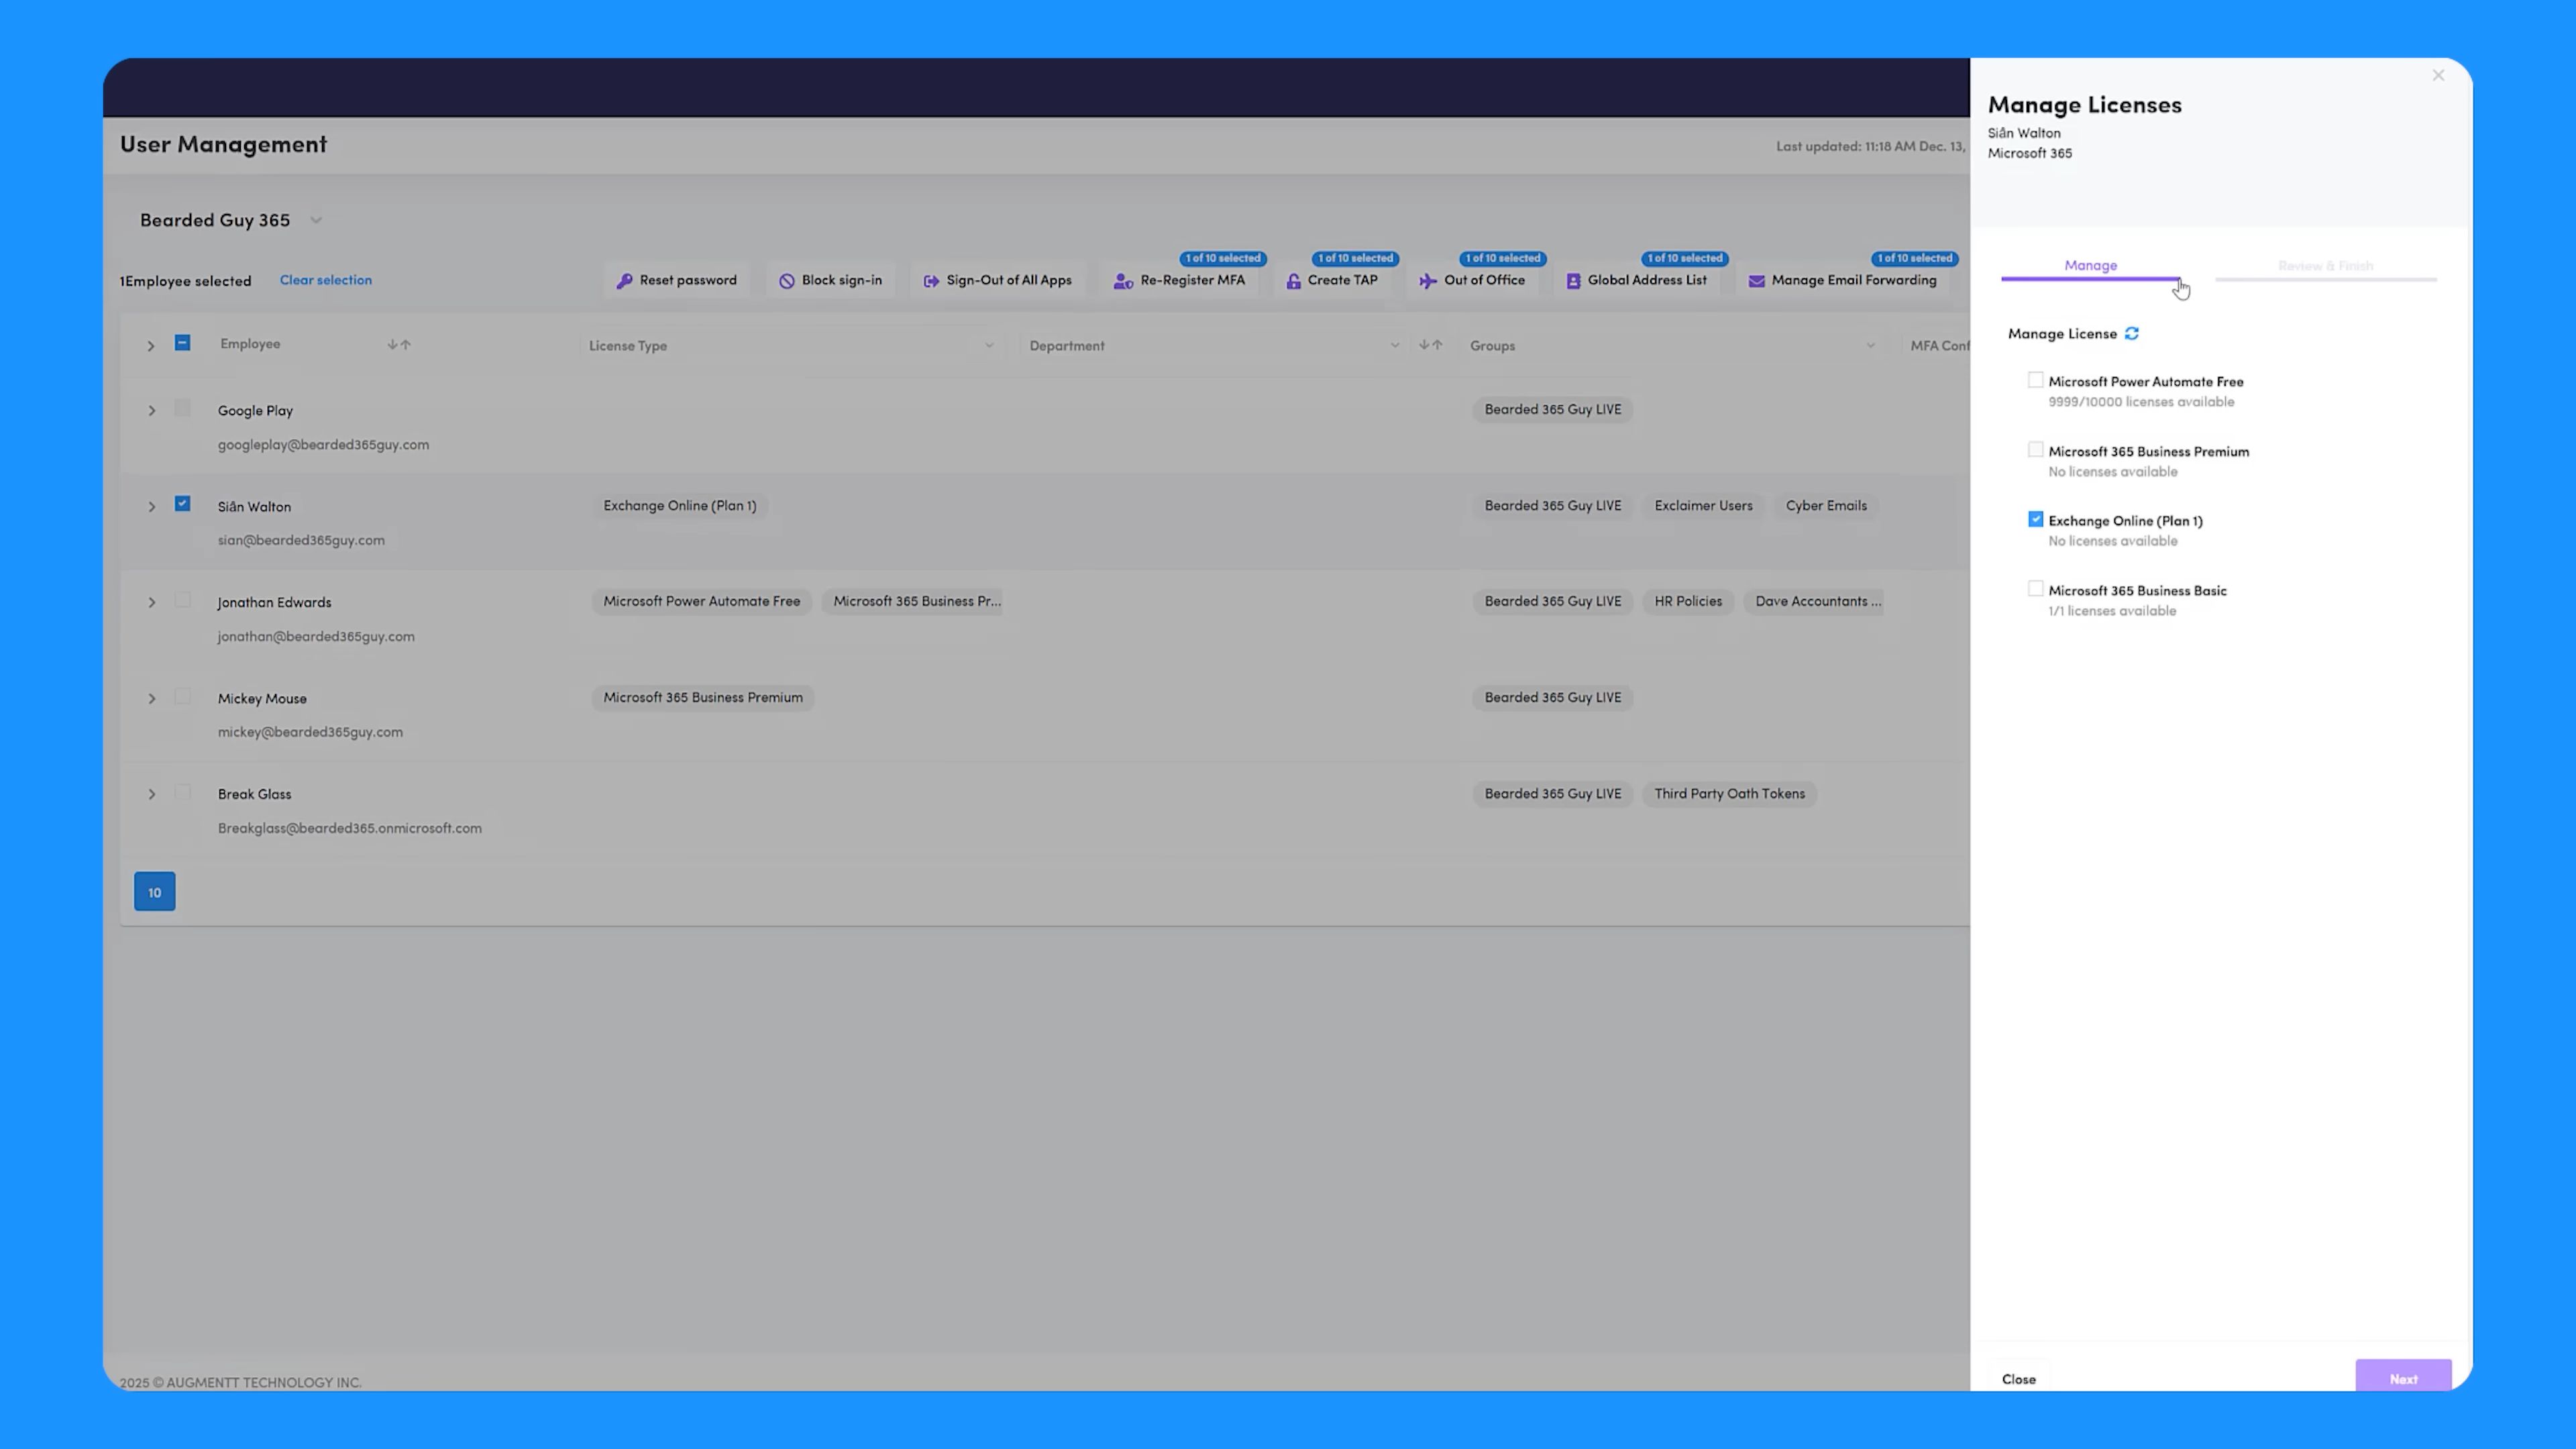 Manage Licenses
Siân Walton
Microsoft 365
User Management
Last updated: 11:18 AM Dec. 13,
Bearded Guy 365
1 of 10 selected
1 of 10 selected
1 of 10 selected
1 of 10 selected
1 of 10 selected
1Employee selected
Clear selection
Reset password
Block sign-in
Sign-Out of All Apps
Re-Register MFA
Create TAP
Out of Office
Global Address List
Manage Email Forwarding
Employee
License Type
Department
Groups
MFA Conf
Google Play
Bearded 365 Guy LIVE
googleplay@bearded365guy.com
Siân Walton
Exchange Online (Plan 1)
Bearded 365 Guy LIVE
Exclaimer Users
Cyber Emails
sian@bearded365guy.com
Jonathan Edwards
Microsoft Power Automate Free
Microsoft 365 Business Pr...
Bearded 365 Guy LIVE
HR Policies
Dave Accountants ...
jonathan@bearded365guy.com
Mickey Mouse
Microsoft 365 Business Premium
Bearded 365 Guy LIVE
mickey@bearded365guy.com
Break Glass
Bearded 365 Guy LIVE
Third Party Oath Tokens
Breakglass@bearded365.onmicrosoft.com
10
2025 © AUGMENTT TECHNOLOGY INC.
Manage
Review & Finish
Manage License
Microsoft Power Automate Free
9999/10000 licenses available
Microsoft 365 Business Premium
No licenses available
Exchange Online (Plan 1)
No licenses available
Microsoft 365 Business Basic
1/1 licenses available
Close
Next